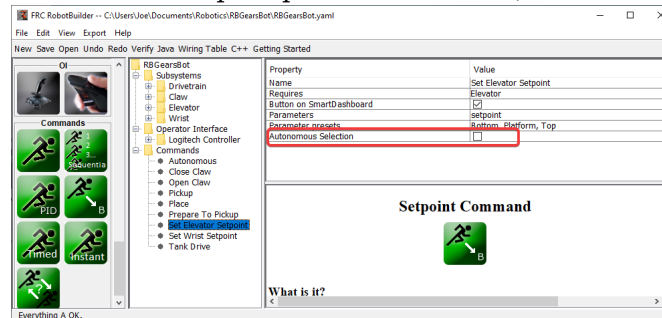 FRC RobotBuilder -- C:\Users\Joe\Documents\Robotics\RBGearsBot\RBGearsBot.yaml
File Edit View Export Help
New Save Open Undo Redo Verify Java Wiring Table C++ Getting Started
OI
Commands
1
2
3
Sequentia
PID
B
Timed
Instant
?
RBGearsBot
Subsystems
Drivetrain
Claw
Elevator
Wrist
Operator Interface
Logitech Controller
Commands
Autonomous
Close Claw
Open Claw
Pickup
Place
Prepare To Pickup
Set Elevator Setpoint
Set Wrist Setpoint
Tank Drive
Property Value
Name Set Elevator Setpoint
Requires Elevator
Button on SmartDashboard
Parameters setpoint
Parameter presets Bottom, Platform, Top
Autonomous Selection
Setpoint Command
B
What is it?
Everything A OK.